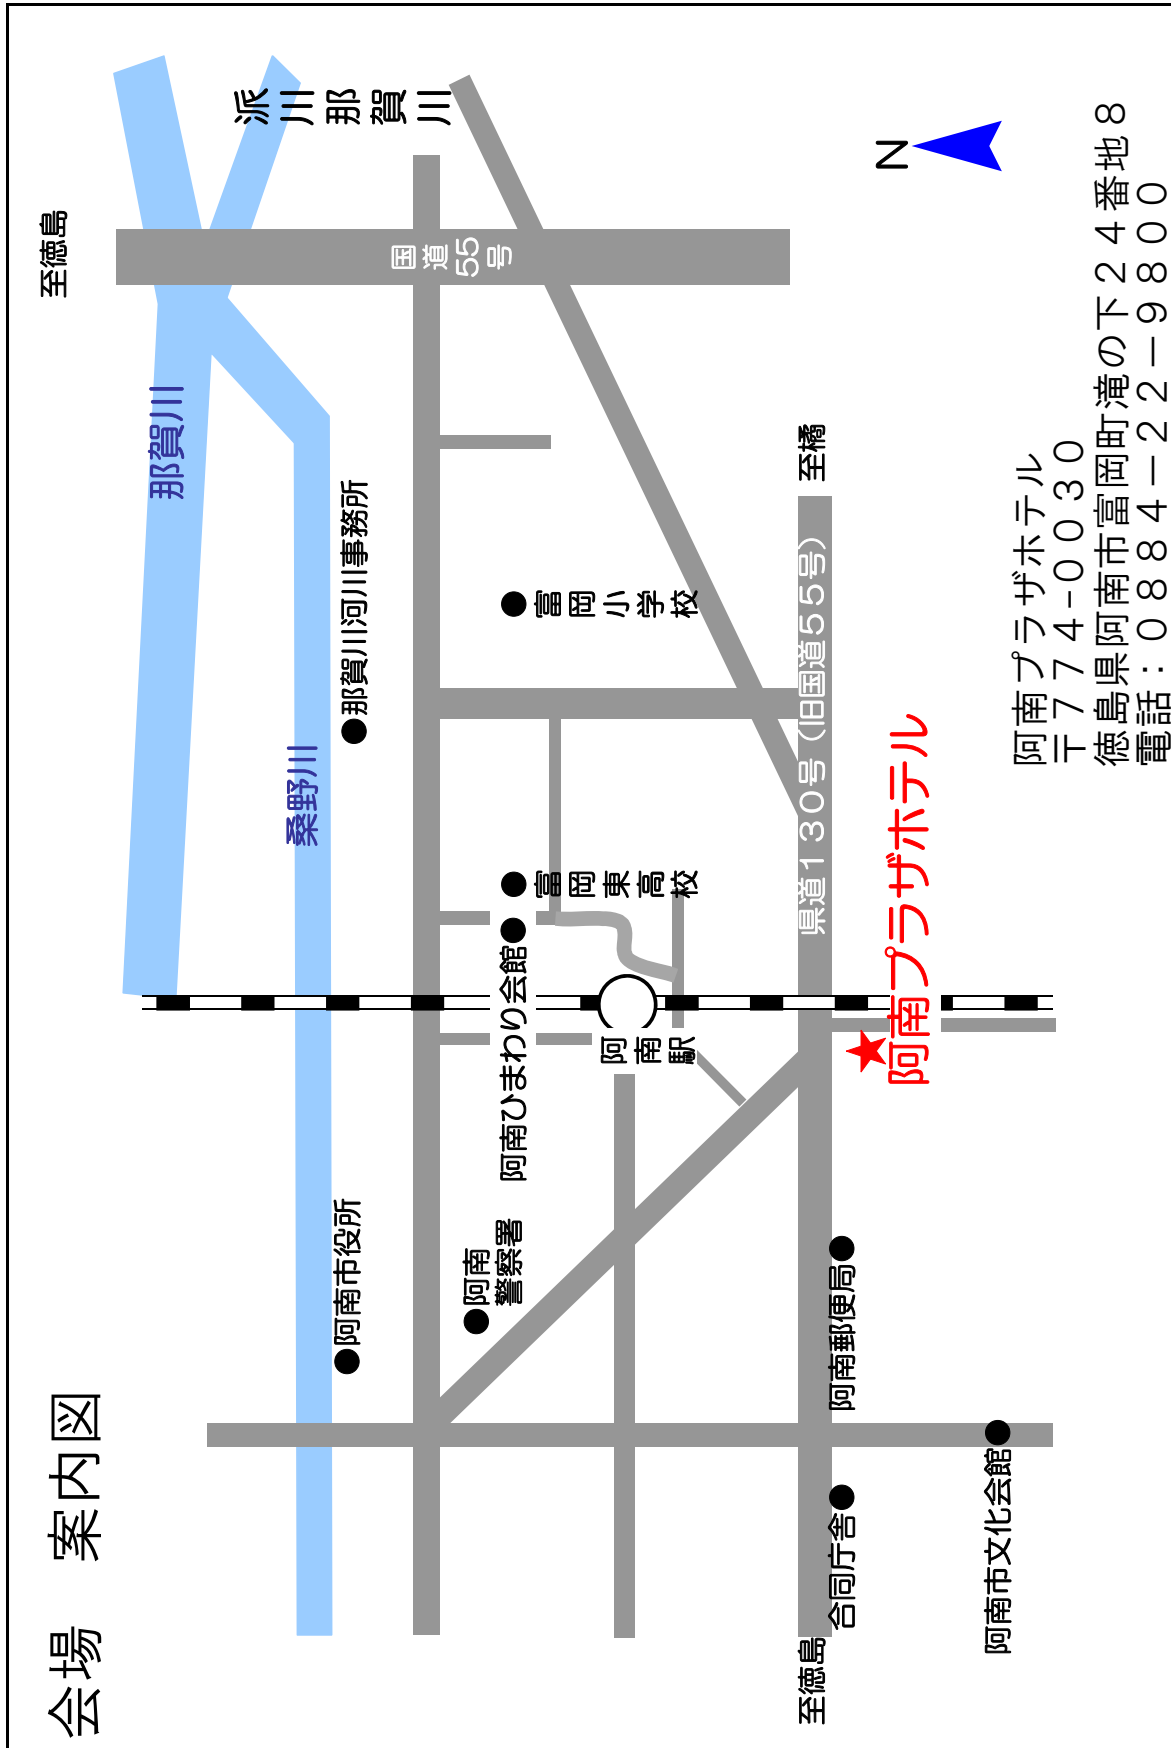 会場　案内図
至徳島
那賀川
派川那賀川
国道55号
桑野川
那賀川河川事務所
阿南市役所
富岡小学校
富岡東高校
阿南ひまわり会館
阿南
警察署
阿南駅
至橘
県道１３０号（旧国道５５号）
阿南プラザホテル
阿南郵便局
合同庁舎
至徳島
阿南市文化会館
N
阿南プラザホテル
〒７７４-００３０
徳島県阿南市富岡町滝の下２４番地８
電話：０８８４－２２－９８００